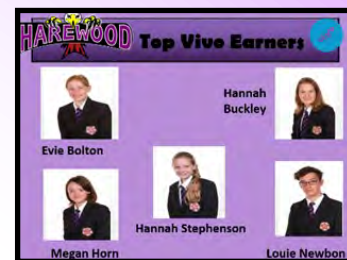 HAREWOOD Top Vivo Earners
Hannah
Buckley
Evie Bolton
Hannah Stephenson
Megan Horn
Louie Newbon